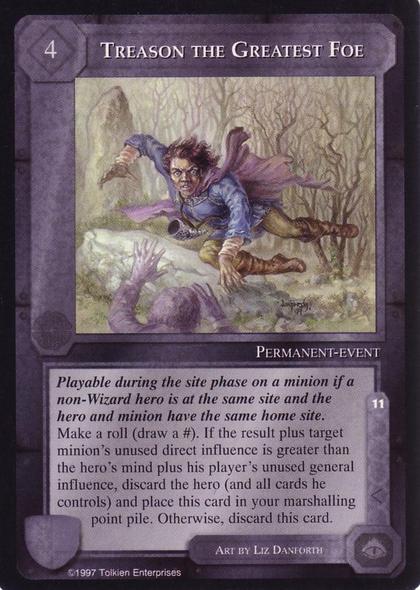 4
TREASON THE GREATEST FOE
PERMANENT-EVENT
Playable during the site phase on a minion if a
non-Wizard hero is at the same site and the
hero and minion have the same home site.
Make a roll (draw a #). If the result plus target
minion's unused direct influence is greater than
the hero's mind plus his player's unused general
influence, discard the hero (and all cards he
controls) and place this card in your marshalling
point pile. Otherwise, discard this card.
11
ART BY LIZ DANFORTH
©1997 Tolkien Enterprises